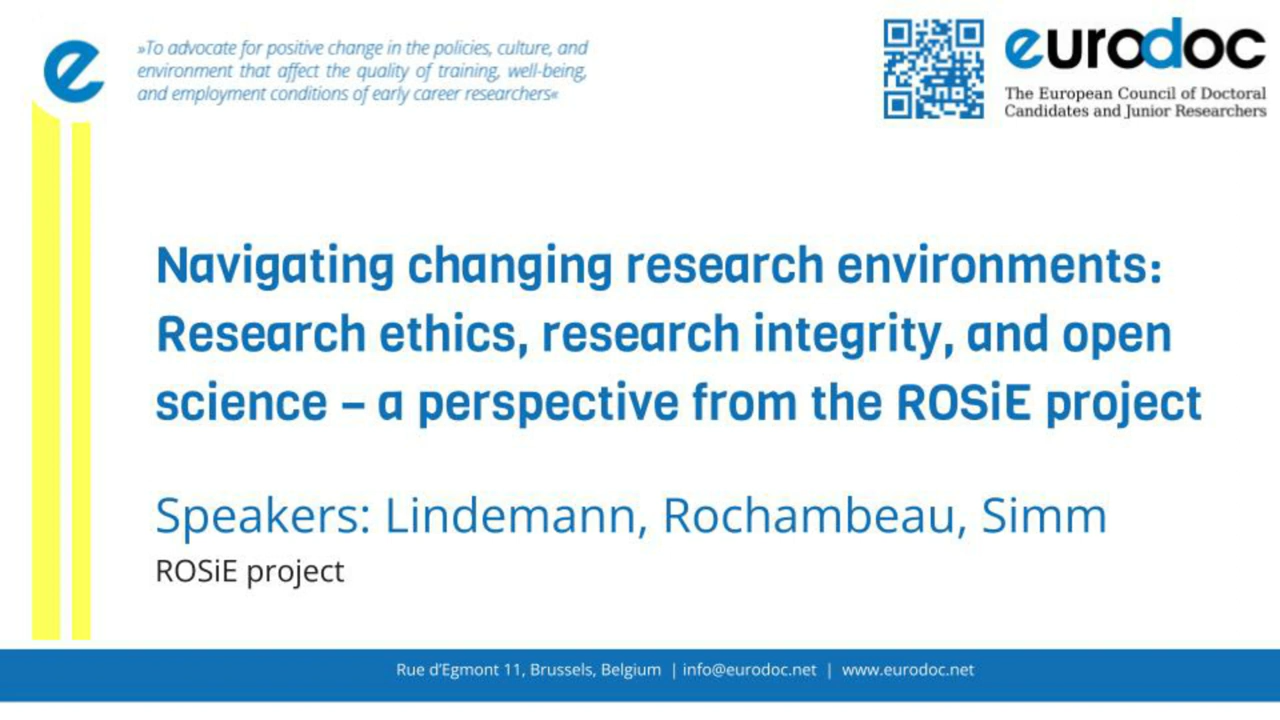 »To advocate for positive change in the policies, culture, and
environment that affect the quality of training, well-being,
and employment conditions of early career researchers«
eurodoc
The European Council of Doctoral
Candidates and Junior Researchers
Navigating changing research environments:
Research ethics, research integrity, and open
science – a perspective from the ROSiE project
Speakers: Lindemann, Rochambeau, Simm
ROSiE project
Rue d’Egmont 11, Brussels, Belgium | info@eurodoc.net | www.eurodoc.net